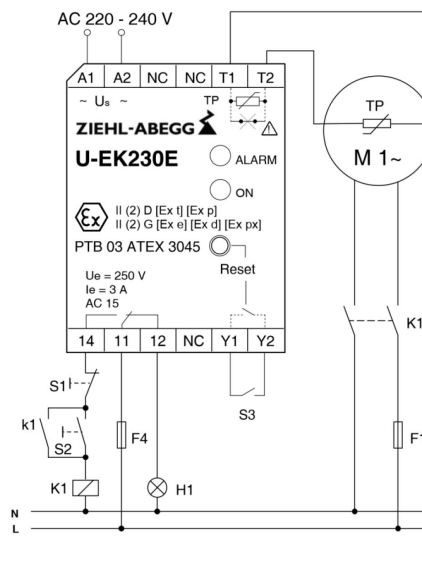 AC 220 - 240 V
A1 A2 NC NC T1 T2
~ Us ~ TP
TP
ZIEHL-ABEGG
M 1~
U-EK230E
ALARM
ON
Ex II (2) D [Ex t] [Ex p]
II (2) G [Ex e] [Ex d] [Ex px]
PTB 03 ATEX 3045
Reset
Ue = 250 V
Ie = 3 A
AC 15
K1
14 11 12 NC Y1 Y2
S1
S3
k1
S2
F4
F1
K1
H1
N
L